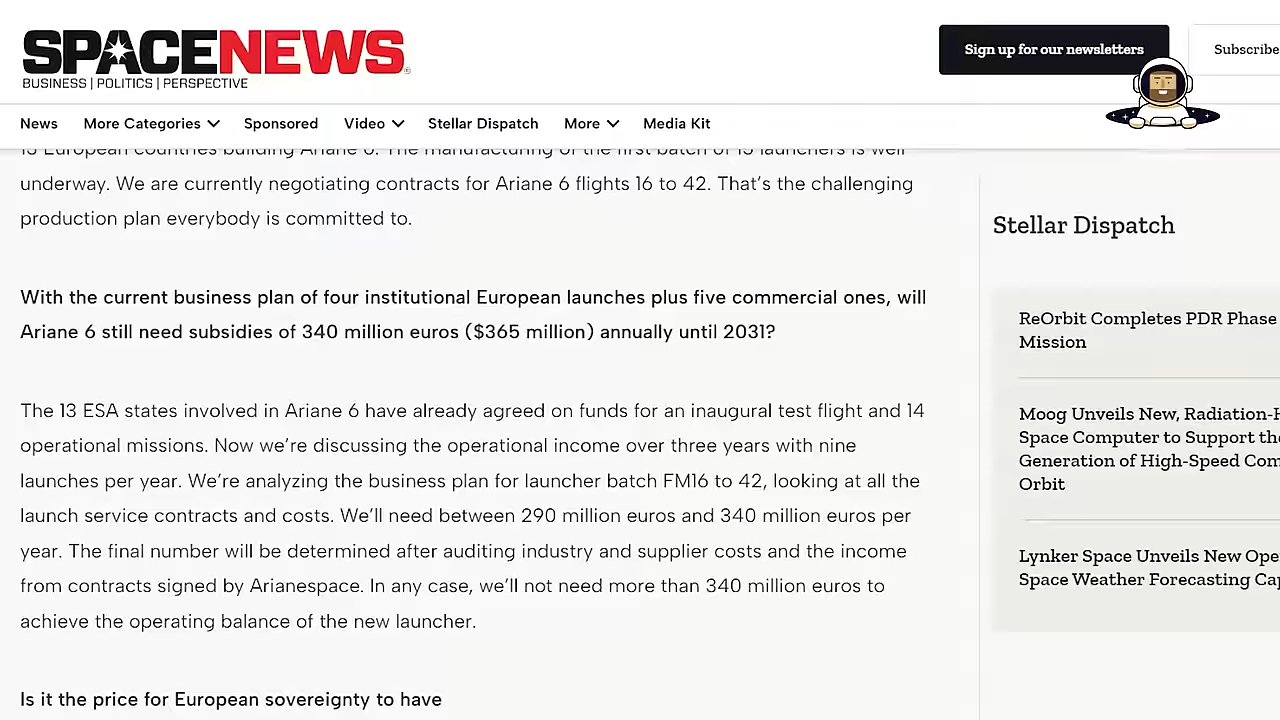 SPACENEWS
BUSINESS | POLITICS | PERSPECTIVE
Sign up for our newsletters
Subscribe
News
More Categories
Sponsored
Video
Stellar Dispatch
More
Media Kit
13 European countries building Ariane 6. The manufacturing of the first batch of 15 launchers is well
underway. We are currently negotiating contracts for Ariane 6 flights 16 to 42. That's the challenging
production plan everybody is committed to.
With the current business plan of four institutional European launches plus five commercial ones, will
Ariane 6 still need subsidies of 340 million euros ($365 million) annually until 2031?
The 13 ESA states involved in Ariane 6 have already agreed on funds for an inaugural test flight and 14
operational missions. Now we're discussing the operational income over three years with nine
launches per year. We're analyzing the business plan for launcher batch FM16 to 42, looking at all the
launch service contracts and costs. We'll need between 290 million euros and 340 million euros per
year. The final number will be determined after auditing industry and supplier costs and the income
from contracts signed by Arianespace. In any case, we'll not need more than 340 million euros to
achieve the operating balance of the new launcher.
Is it the price for European sovereignty to have
Stellar Dispatch
ReOrbit Completes PDR Phase
Mission
Moog Unveils New, Radiation-
Space Computer to Support the
Generation of High-Speed Com
Orbit
Lynker Space Unveils New Ope
Space Weather Forecasting Cap